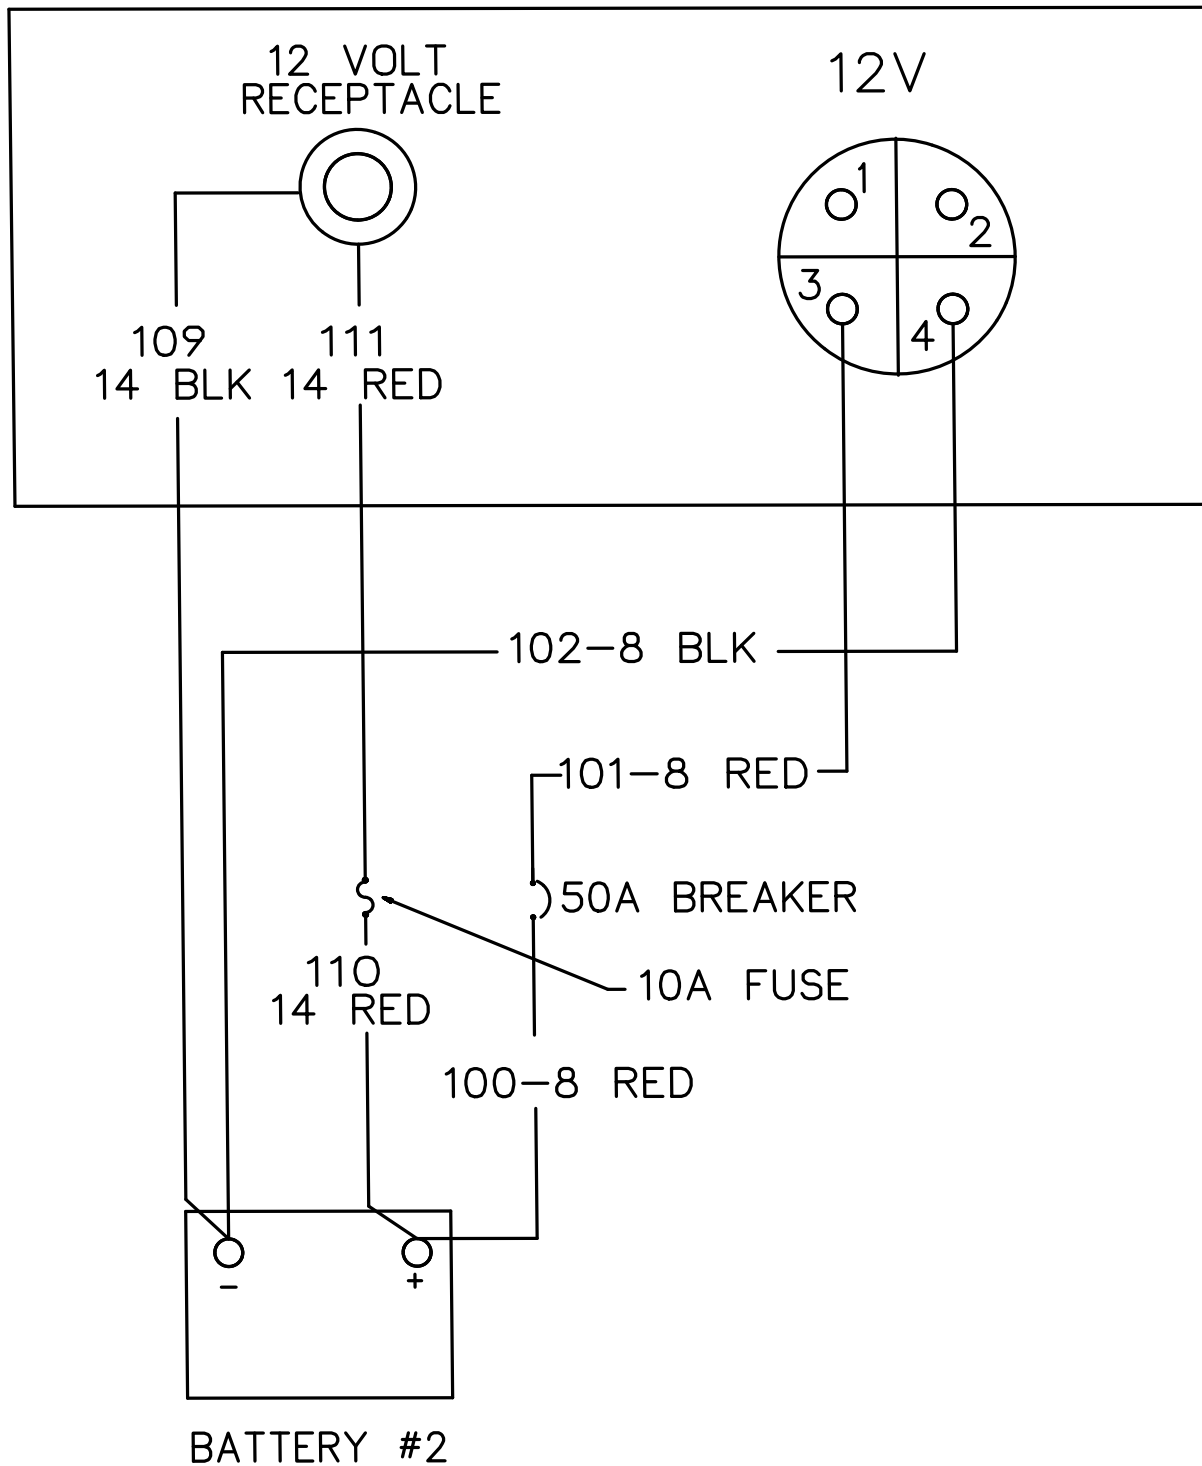 12 VOLT
RECEPTACLE
12V
1
2
3
4
109
14 BLK
111
14 RED
102-8 BLK
101-8 RED
50A BREAKER
10A FUSE
110
14 RED
100-8 RED
- +
BATTERY #2